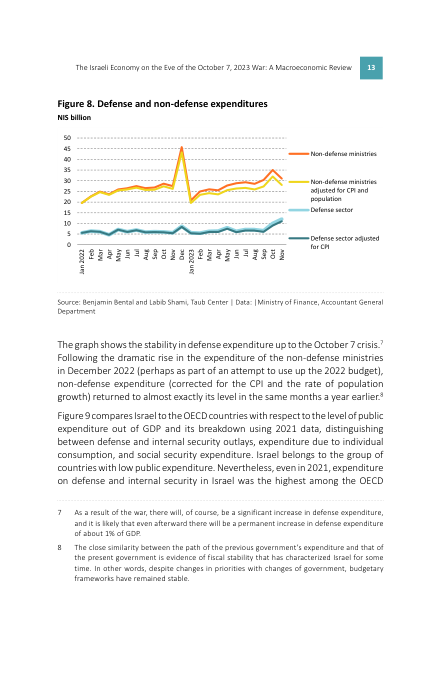 The Israeli Economy on the Eve of the October 7, 2023 War: A Macroeconomic Review 13
Figure 8. Defense and non-defense expenditures
NIS billion
50
45
40
35
30
25
20
15
10
5
0
Jan 2022
Feb
Mar
Apr
May
Jun
Jul
Aug
Sep
Oct
Nov
Dec
Jan 2023
Feb
Mar
Apr
May
Jun
Jul
Aug
Sep
Oct
Nov
Non-defense ministries
Non-defense ministries
adjusted for CPI and
population
Defense sector
Defense sector adjusted
for CPI
Source: Benjamin Bental and Labib Shami, Taub Center | Data: |Ministry of Finance, Accountant General
Department
The graph shows the stability in defense expenditure up to the October 7 crisis.7
Following the dramatic rise in the expenditure of the non-defense ministries
in December 2022 (perhaps as part of an attempt to use up the 2022 budget),
non-defense expenditure (corrected for the CPI and the rate of population
growth) returned to almost exactly its level in the same months a year earlier.8
Figure 9 compares Israel to the OECD countries with respect to the level of public
expenditure out of GDP and its breakdown using 2021 data, distinguishing
between defense and internal security outlays, expenditure due to individual
consumption, and social security expenditure. Israel belongs to the group of
countries with low public expenditure. Nevertheless, even in 2021, expenditure
on defense and internal security in Israel was the highest among the OECD
7 As a result of the war, there will, of course, be a significant increase in defense expenditure,
and it is likely that even afterward there will be a permanent increase in defense expenditure
of about 1% of GDP.
8 The close similarity between the path of the previous government's expenditure and that of
the present government is evidence of fiscal stability that has characterized Israel for some
time. In other words, despite changes in priorities with changes of government, budgetary
frameworks have remained stable.